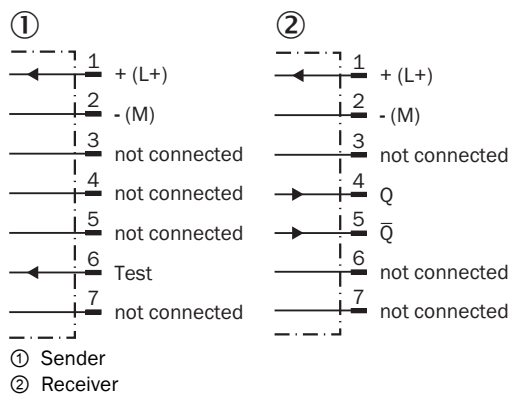 ①
1 + (L+)
2 - (M)
3 not connected
4 not connected
5 not connected
6 Test
7 not connected
②
1 + (L+)
2 - (M)
3 not connected
4 Q
5 Q̅
6 not connected
7 not connected
① Sender
② Receiver